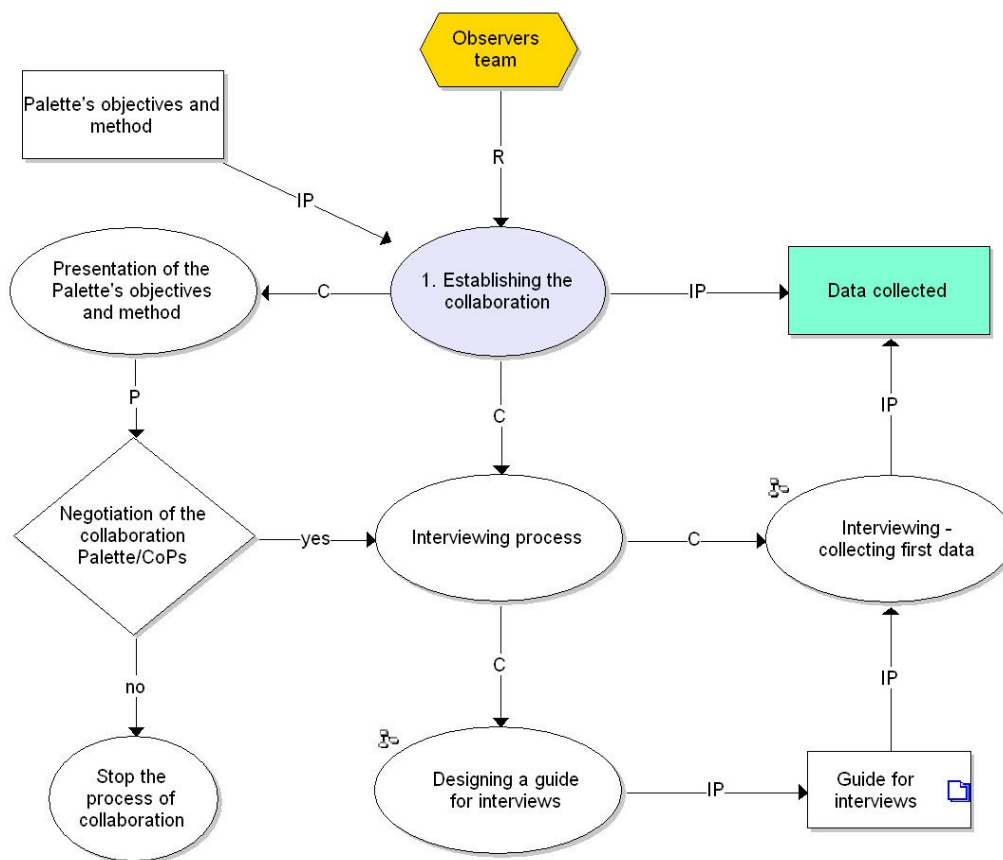 Observers
team
Palette's objectives and
method
R
IP
Presentation of the
Palette's objectives
and method
C
1. Establishing the
collaboration
IP
Data collected
P
C
IP
Negotiation of the
collaboration
Palette/CoPs
yes
Interviewing process
C
Interviewing -
collecting first data
no
C
IP
Stop the
process of
collaboration
Designing a guide
for interviews
IP
Guide for
interviews